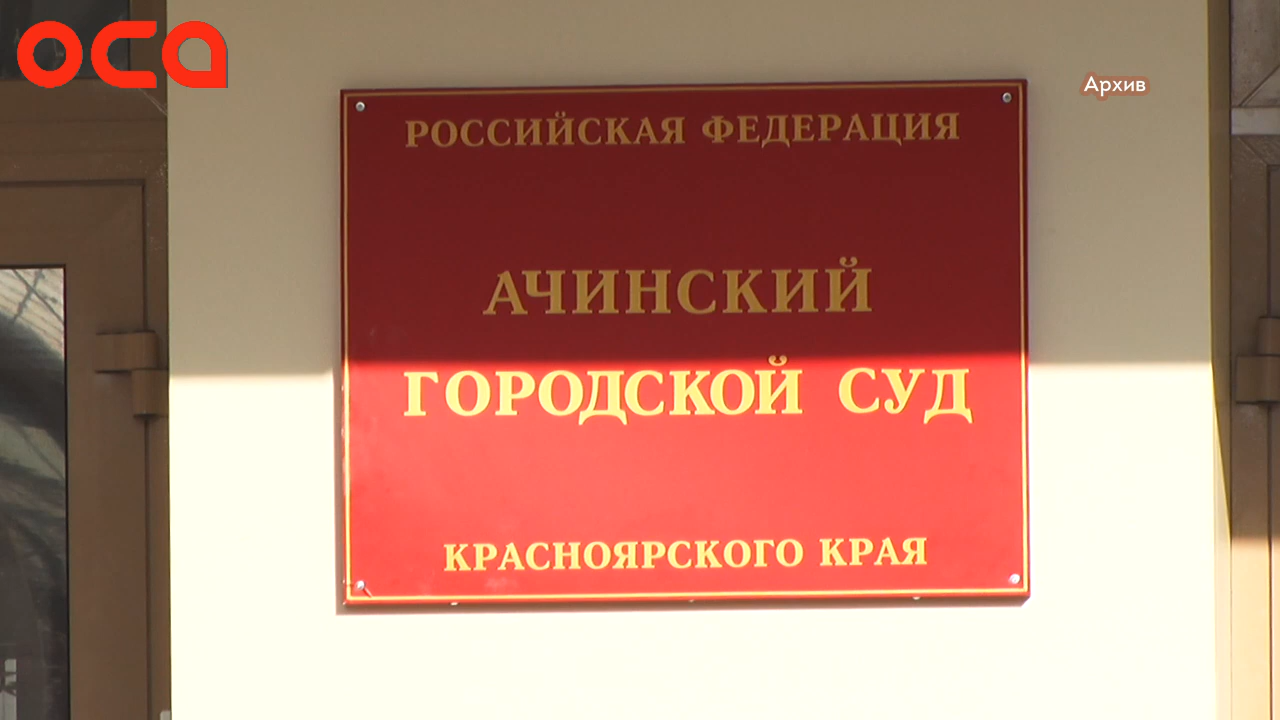 оса
Архив
РОССИЙСКАЯ ФЕДЕРАЦИЯ
АЧИНСКИЙ
ГОРОДСКОЙ СУД
КРАСНОЯРСКОГО КРАЯ